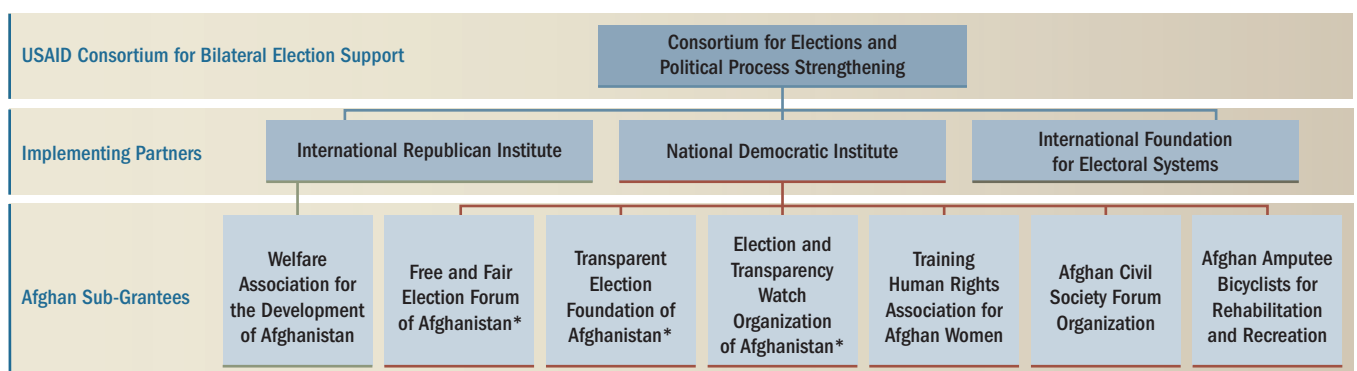 USAID Consortium for Bilateral Election Support
Consortium for Elections and
Political Process Strengthening
Implementing Partners
International Republican Institute
National Democratic Institute
International Foundation
for Electoral Systems
Afghan Sub-Grantees
Welfare
Association for
the Development
of Afghanistan
Free and Fair
Election Forum
of Afghanistan*
Transparent
Election
Foundation of
Afghanistan*
Election and
Transparency
Watch
Organization
of Afghanistan*
Training
Human Rights
Association for
Afghan Women
Afghan Civil
Society Forum
Organization
Afghan Amputee
Bicyclists for
Rehabilitation
and Recreation